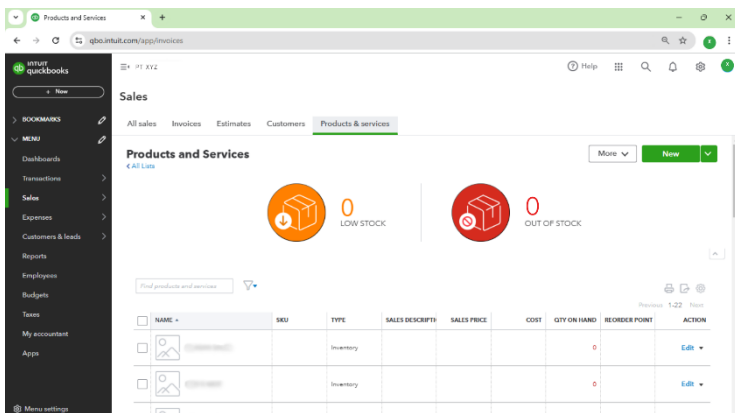 Products and Services
qbo.intuit.com/app/invoices
INTUIT
quickbooks
PT XYZ
Help
+ New
Sales
BOOKMARKS
All sales Invoices Estimates Customers Products & services
MENU
Dashboards
Products and Services
More
New
All Lists
Transactions
Sales
0
LOW STOCK
0
OUT OF STOCK
Expenses
Customers & leads
Reports
Employees
Find products and services
Budgets
Previous 1-22 Next
Taxes
NAME SKU TYPE SALES DESCRIPTI SALES PRICE COST QTY ON HAND REORDER POINT ACTION
My accountant
Inventory 0 Edit
Apps
Inventory 0 Edit
Menu settings